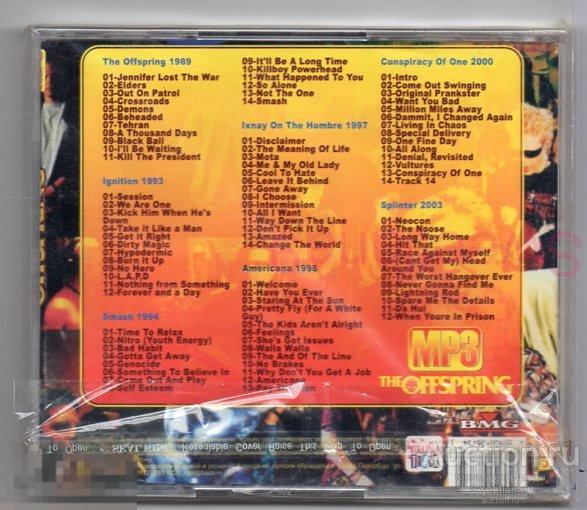 The Offspring 1989
01-Jennifer Lost The War
02-Elders
03-Out On Patrol
04-Crossroads
05-Demons
06-Beheaded
07-Tehran
08-A Thousand Days
09-Black Ball
10-I'll Be Waiting
11-Kill The President
Ignition 1993
01-Session
02-We Are One
03-Kick Him When He's
Down
04-Take it Like a Man
05-Get it Right
06-Dirty Magic
07-Hypodermic
08-Burn it Up
09-No Hero
10-L.A.P.D
11-Nothing from Something
12-Forever and a Day
Smash 1994
01-Time To Relax
02-Nitro (Youth Energy)
03-Bad Habit
04-Gotta Get Away
05-Genocide
06-Something To Believe In
07-Come Out And Play
Self Esteem
09-It'll Be A Long Time
10-Killboy Powerhead
11-What Happened To You
12-So Alone
13-Not The One
14-Smash
Ixnay On The Hombre 1997
01-Disclaimer
02-The Meaning Of Life
03-Mota
04-Me & My Old Lady
05-Cool To Hate
06-Leave It Behind
07-Gone Away
08-I Choose
09-Intermission
10-All I Want
11-Way Down The Line
12-Don't Pick It Up
13-Amazed
14-Change The World
Americana 1998
01-Welcome
02-Have You Ever
03-Staring At The Sun
04-Pretty Fly (For A White
Guy)
05-The Kids Aren't Alright
06-Feelings
07-She's Got Issues
08-Walla Walla
09-The And Of The Line
10-No Brakes
11-Why Don't You Get A Job
12-Americana
13-Pay
Conspiracy Of One 2000
01-Intro
02-Come Out Swinging
03-Original Prankster
04-Want You Bad
05-Million Miles Away
06-Dammit, I Changed Again
07-Living In Chaos
08-Special Delivery
09-One Fine Day
10-All Along
11-Denial, Revisited
12-Vultures
13-Conspiracy Of One
14-Track 14
Splinter 2003
01-Neocon
02-The Noose
03-Long Way Home
04-Hit That
05-Race Against Myself
06-(Cant Get My) Head
Around You
07-The Worst Hangover Ever
08-Never Gonna Find Me
09-Lightning Rod
10-Spare Me The Details
11-Da Hui
12-When Youre In Prison
MP3
THE OFFSPRING
BMG
To Open
SEAL KING Resealable Cover Raise This Flap To Open
Auction.ru